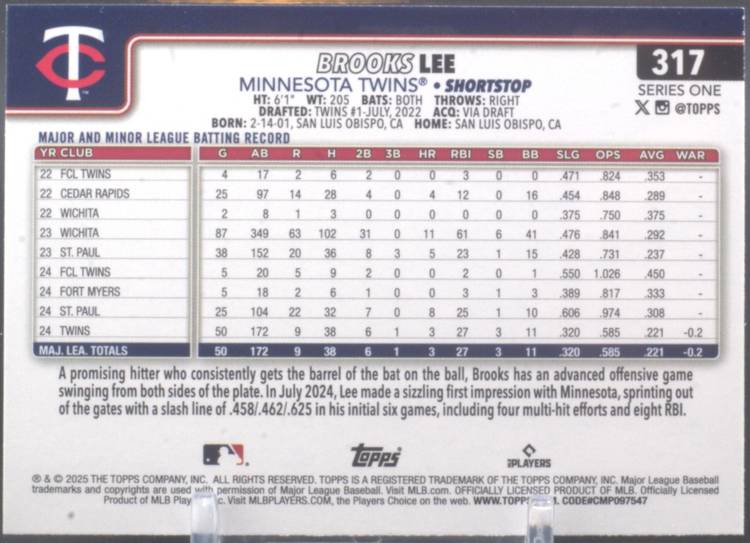 TC
BROOKS LEE
317
MINNESOTA TWINS® • SHORTSTOP
SERIES ONE
HT: 6'1" WT: 205 BATS: BOTH THROWS: RIGHT
@TOPPS
DRAFTED: TWINS #1-JULY, 2022 ACQ: VIA DRAFT
BORN: 2-14-01, SAN LUIS OBISPO, CA HOME: SAN LUIS OBISPO, CA
MAJOR AND MINOR LEAGUE BATTING RECORD
YR CLUB G AB R H 2B 3B HR RBI SB BB SLG OPS AVG WAR
22 FCL TWINS 4 17 2 6 2 0 0 3 0 0 .471 .824 .353 -
22 CEDAR RAPIDS 25 97 14 28 4 0 4 12 0 16 .454 .848 .289 -
22 WICHITA 2 8 1 3 0 0 0 0 0 0 .375 .750 .375 -
23 WICHITA 87 349 63 102 31 0 11 61 6 41 .476 .841 .292 -
23 ST. PAUL 38 152 20 36 8 3 5 23 1 15 .428 .731 .237 -
24 FCL TWINS 5 20 5 9 2 0 0 2 0 1 .550 1.026 .450 -
24 FORT MYERS 5 18 2 6 1 0 0 3 1 3 .389 .817 .333 -
24 ST. PAUL 25 104 22 32 7 0 8 25 1 10 .606 .974 .308 -
24 TWINS 50 172 9 38 6 1 3 27 3 11 .320 .585 .221 -0.2
MAJ. LEA. TOTALS 50 172 9 38 6 1 3 27 3 11 .320 .585 .221 -0.2
A promising hitter who consistently gets the barrel of the bat on the ball, Brooks has an advanced offensive game
swinging from both sides of the plate. In July 2024, Lee made a sizzling first impression with Minnesota, sprinting out
of the gates with a slash line of .458/.462/.625 in his initial six games, including four multi-hit efforts and eight RBI.
Topps
PLAYERS
® & © 2025 THE TOPPS COMPANY, INC. ALL RIGHTS RESERVED. TOPPS IS A REGISTERED TRADEMARK OF THE TOPPS COMPANY, INC. Major League Baseball
trademarks and copyrights are used with permission of Major League Baseball. Visit MLB.com. OFFICIALLY LICENSED PRODUCT OF MLB. Officially Licensed
Product of MLB Visit MLBPLAYERS.COM, the Players Choice on the web. CODE#CMP097547